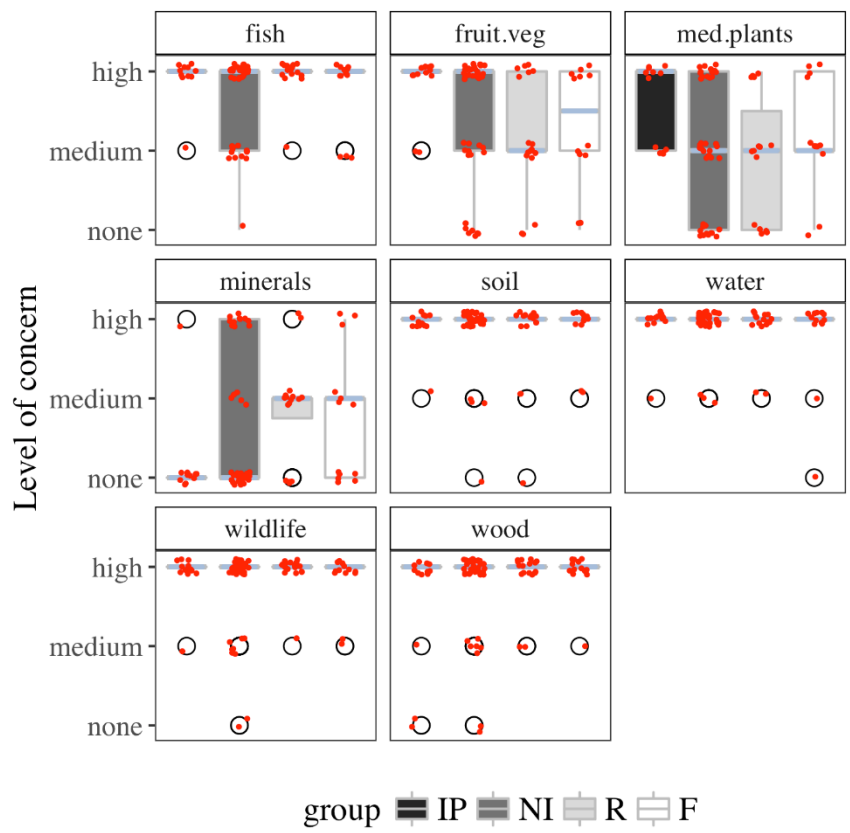 fish fruit.veg med.plants
high
medium
none
minerals soil water
high
medium
none
wildlife wood
high
medium
none
Level of concern
group IP NI R F